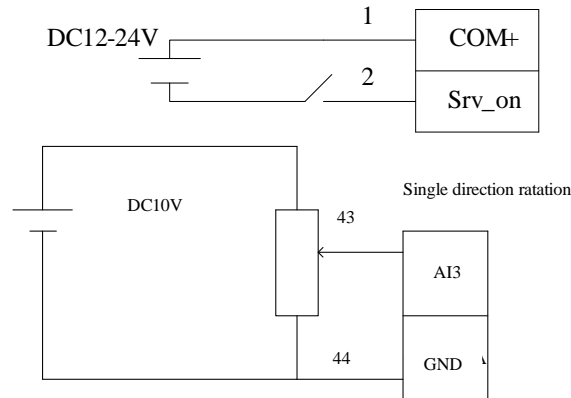 1
DC12-24V
COM+
2
Srv_on
Single direction ratation
DC10V
43
AI3
44
GND